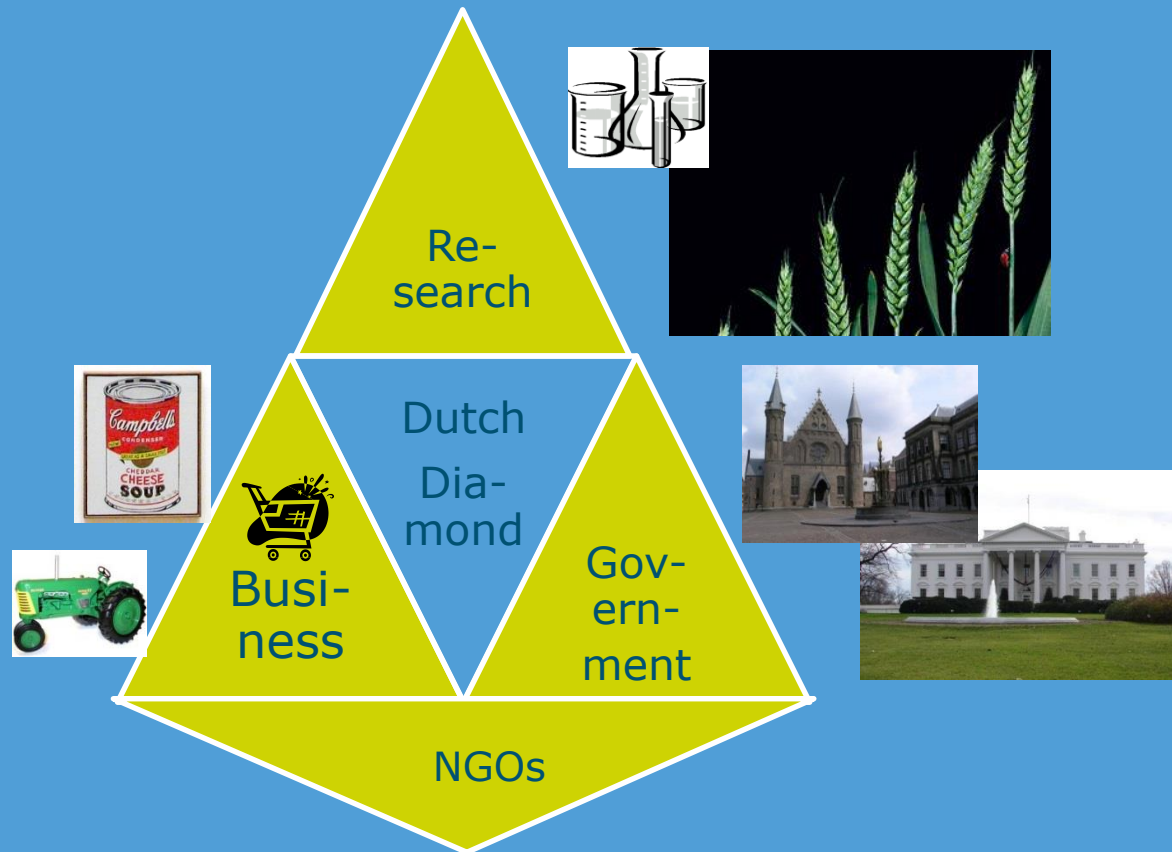 Re-
search
Dutch
Dia-
mond
Campbell's
CONDENSED
CHEDDAR
CHEESE
SOUP
Busi-
ness
Gov-
ern-
ment
NGOs